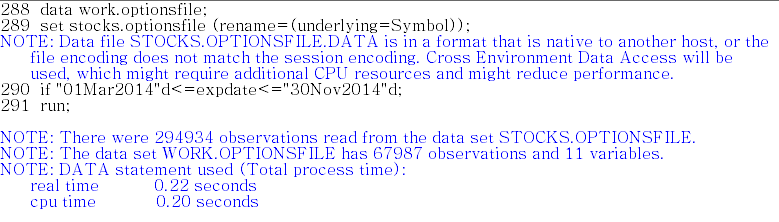 288  data work.optionsfile;
289  set stocks.optionsfile (rename=(underlying=Symbol));
NOTE: Data file STOCKS.OPTIONSFILE.DATA is in a format that is native to another host, or the
file encoding does not match the session encoding. Cross Environment Data Access will be
used, which might require additional CPU resources and might reduce performance.
290  if "01Mar2014"d<=expdate<="30Nov2014"d;
291  run;
NOTE: There were 294934 observations read from the data set STOCKS.OPTIONSFILE.
NOTE: The data set WORK.OPTIONSFILE has 67987 observations and 11 variables.
NOTE: DATA statement used (Total process time):
real time           0.22 seconds
cpu time            0.20 seconds